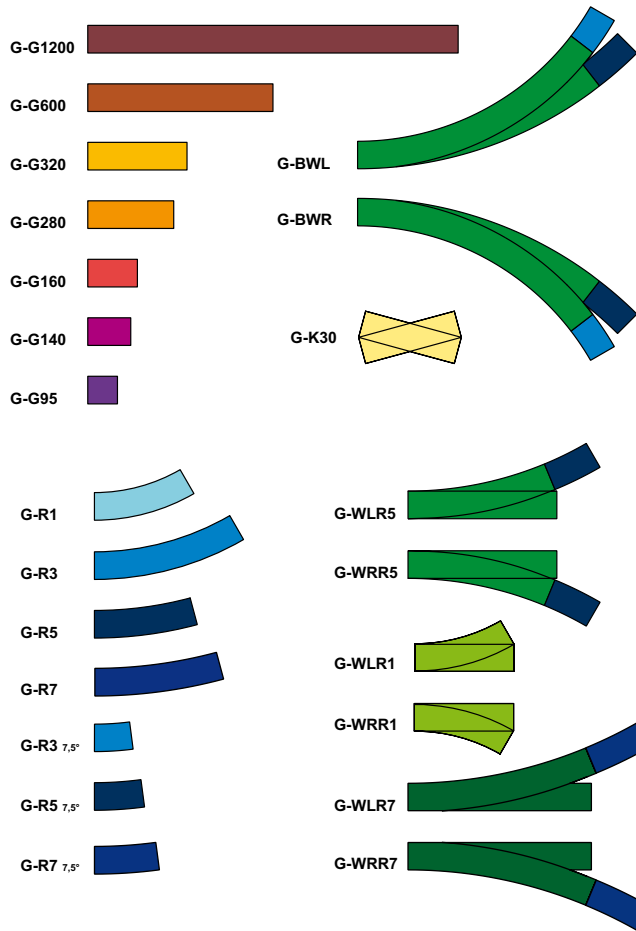 G-G1200
G-G600
G-G320
G-G280
G-G160
G-G140
G-G95
G-BWL
G-BWR
G-K30
G-R1
G-R3
G-R5
G-R7
G-R3 7,5°
G-R5 7,5°
G-R7 7,5°
G-WLR5
G-WRR5
G-WLR1
G-WRR1
G-WLR7
G-WRR7